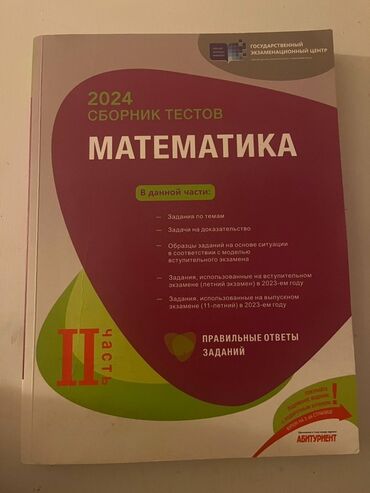 ГОСУДАРСТВЕННЫЙ
ЭКЗАМЕНАЦИОННЫЙ ЦЕНТР
2024
СБОРНИК ТЕСТОВ
МАТЕМАТИКА
В данной части:
— Задания по темам
— Задачи на доказательство
— Образцы заданий на основе ситуации
в соответствии с моделью
вступительного экзамена
— Задания, использованные на вступительном
экзамене (летний экзамен) в 2023-ем году
— Задания, использованные на выпускном
экзамене (11-летний) в 2023-ем году
II
часть
ПРАВИЛЬНЫЕ ОТВЕТЫ
ЗАДАНИЙ
!
АБИТУРИЕНТ